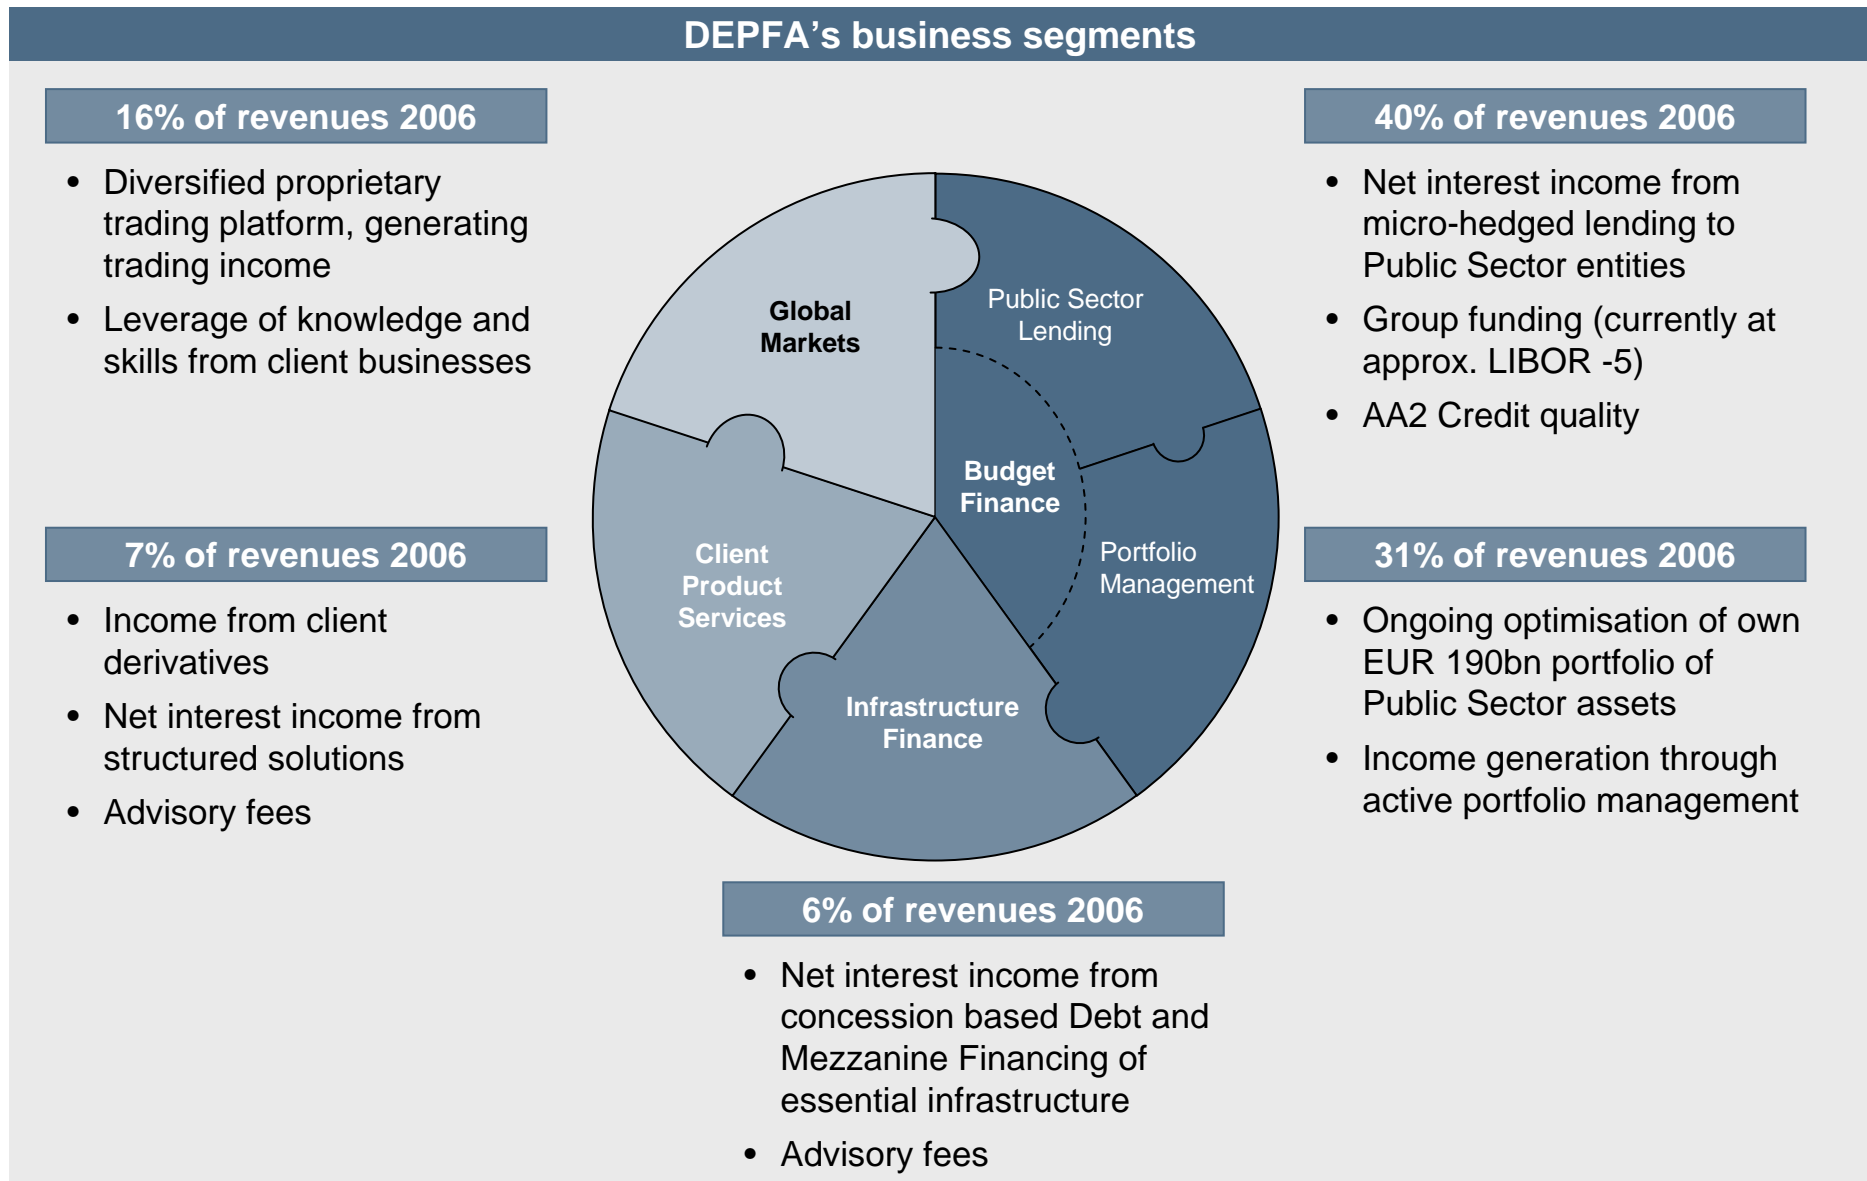 DEPFA’s business segments
16% of revenues 2006
• Diversified proprietary
trading platform, generating
trading income
• Leverage of knowledge and
skills from client businesses
40% of revenues 2006
• Net interest income from
micro-hedged lending to
Public Sector entities
• Group funding (currently at
approx. LIBOR -5)
• AA2 Credit quality
Global
Markets
Public Sector
Lending
Budget
Finance
Client
Product
Services
Portfolio
Management
Infrastructure
Finance
7% of revenues 2006
• Income from client
derivatives
• Net interest income from
structured solutions
• Advisory fees
31% of revenues 2006
• Ongoing optimisation of own
EUR 190bn portfolio of
Public Sector assets
• Income generation through
active portfolio management
6% of revenues 2006
• Net interest income from
concession based Debt and
Mezzanine Financing of
essential infrastructure
• Advisory fees